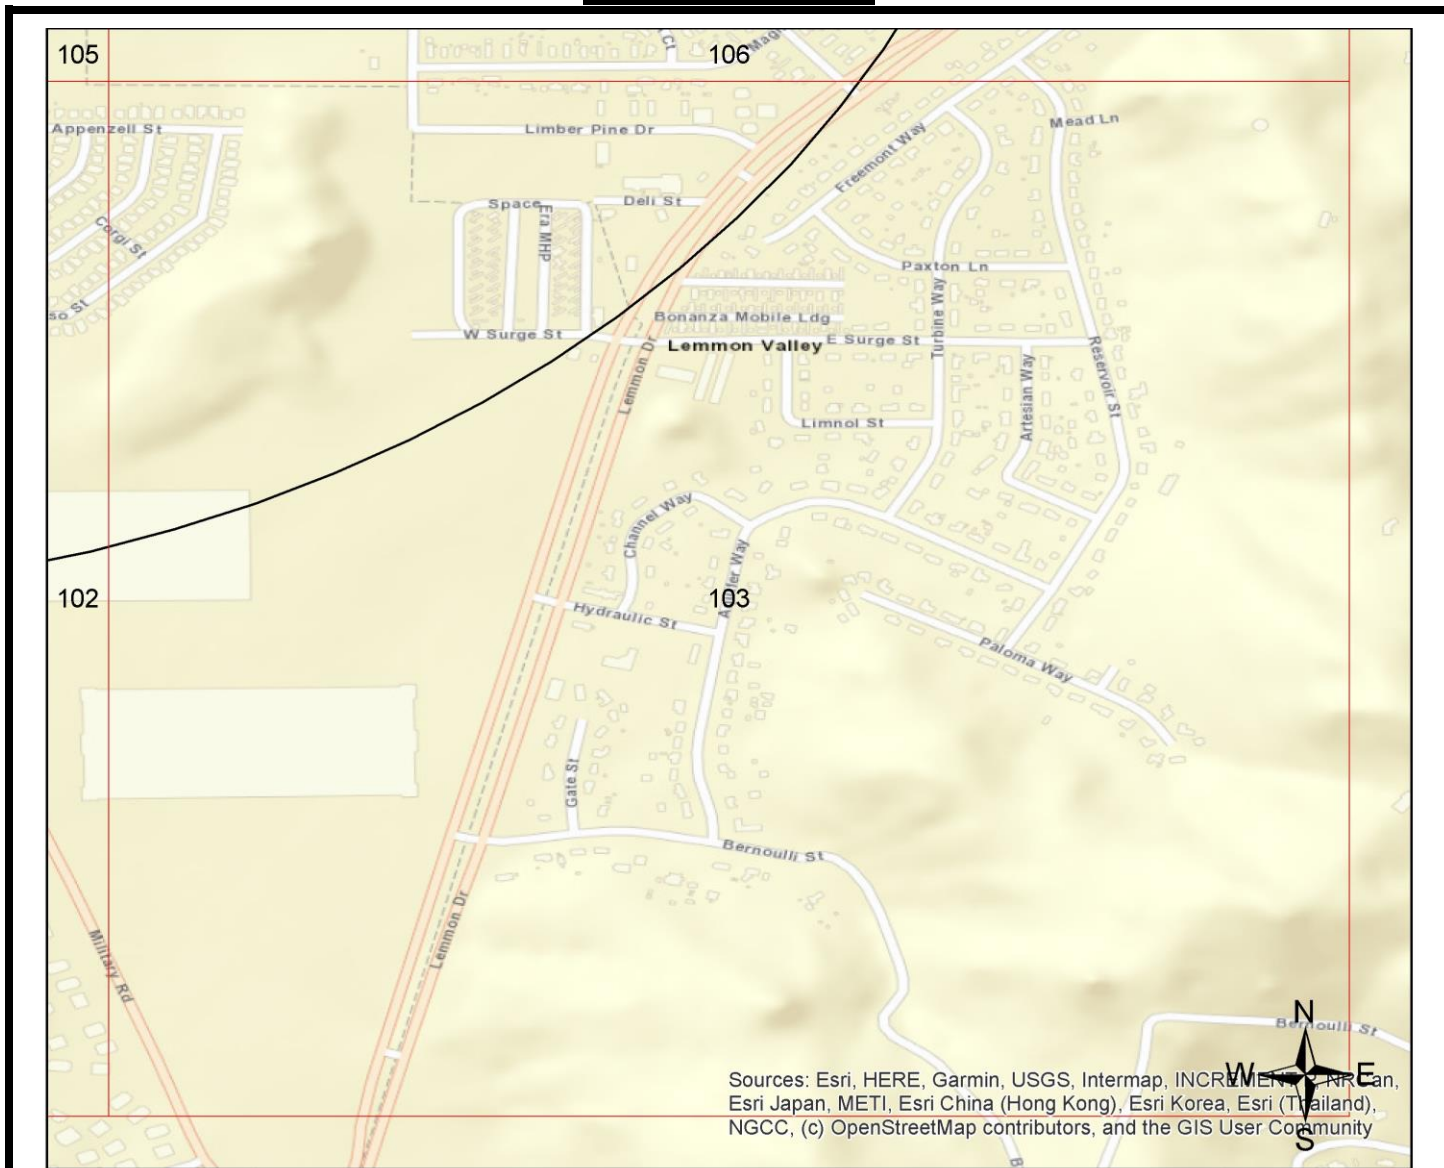 105
106
Ct
Limber Pine Dr
Appenzell St
Mead Ln
Freemont Way
Space
Era MHP
Deli St
Corgi St
Paxton Ln
so St
Turbine Way
Bonanza Mobile Ldg
W Surge St
Lemmon Valley
E Surge St
Lemmon Dr
Reservoir St
Artesian Way
Limnol St
Channel Way
102
103
Way
Hydraulic St
Paloma Way
Gate St
Bernoulli St
Lemmon Dr
Military Rd
N
Bernoulli St
W
E
S
Sources: Esri, HERE, Garmin, USGS, Intermap, INCREMENT
Esri Japan, METI, Esri China (Hong Kong), Esri Korea, Esri (Thailand),
NGCC, (c) OpenStreetMap contributors, and the GIS User Community